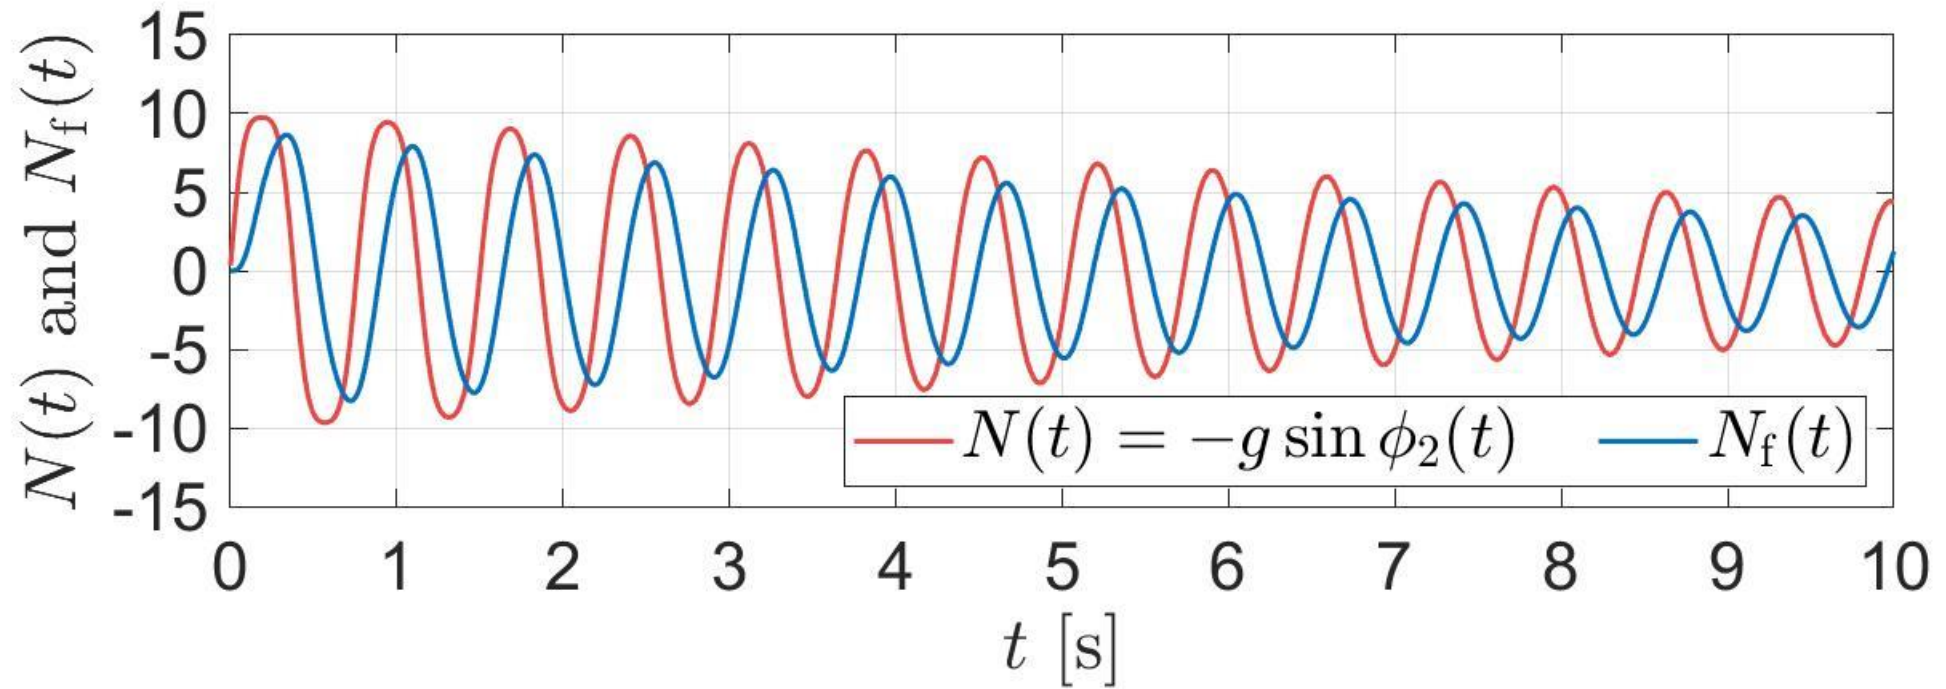 N(t) and N_f(t)
15
10
5
0
-5
-10
-15
N(t) = −g sin ϕ₂(t) N_f(t)
0 1 2 3 4 5 6 7 8 9 10
t [s]